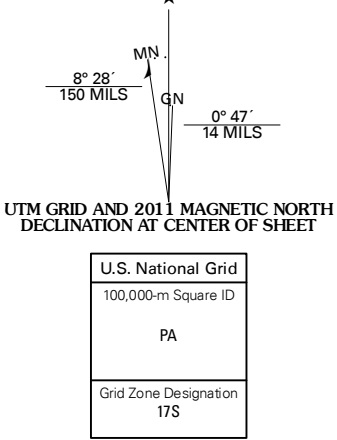 ★
MN
8° 28´
150 MILS
GN
0° 47´
14 MILS
UTM GRID AND 2011 MAGNETIC NORTH
DECLINATION AT CENTER OF SHEET
U.S. National Grid
100,000-m Square ID
PA
Grid Zone Designation
17S